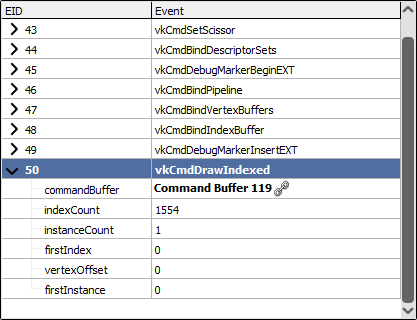 EID Event
43 vkCmdSetScissor
44 vkCmdBindDescriptorSets
45 vkCmdDebugMarkerBeginEXT
46 vkCmdBindPipeline
47 vkCmdBindVertexBuffers
48 vkCmdBindIndexBuffer
49 vkCmdDebugMarkerInsertEXT
50 vkCmdDrawIndexed
commandBuffer Command Buffer 119
indexCount 1554
instanceCount 1
firstIndex 0
vertexOffset 0
firstInstance 0